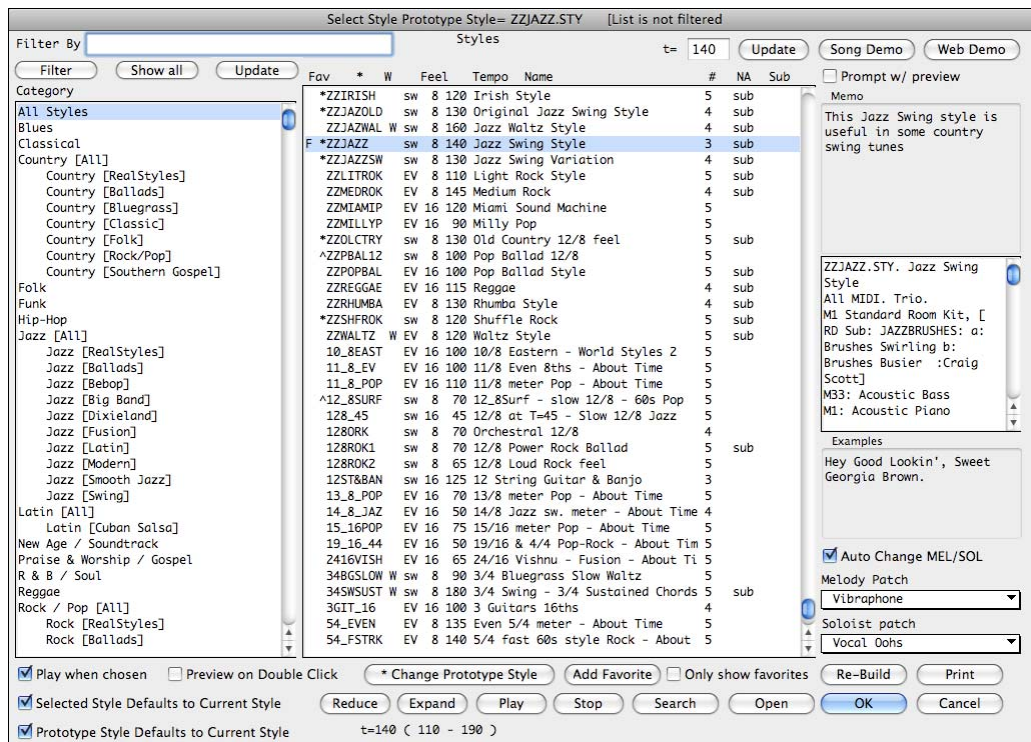 Select Style Prototype Style= ZZJAZZ.STY [List is not filtered
Filter By
Styles
t= 140 Update Song Demo Web Demo
Filter Show all Update
Prompt w/ preview
Category
All Styles
Blues
Classical
Country [All]
Country [RealStyles]
Country [Ballads]
Country [Bluegrass]
Country [Classic]
Country [Folk]
Country [Rock/Pop]
Country [Southern Gospel]
Folk
Funk
Hip-Hop
Jazz [All]
Jazz [RealStyles]
Jazz [Ballads]
Jazz [Bebop]
Jazz [Big Band]
Jazz [Dixieland]
Jazz [Fusion]
Jazz [Latin]
Jazz [Modern]
Jazz [Smooth Jazz]
Jazz [Swing]
Latin [All]
Latin [Cuban Salsa]
New Age / Soundtrack
Praise & Worship / Gospel
R & B / Soul
Reggae
Rock / Pop [All]
Rock [RealStyles]
Rock [Ballads]
Fav * W Feel Tempo Name # NA Sub
*ZZIRISH sw 8 120 Irish Style 5 sub
*ZZJAZOLD sw 8 130 Original Jazz Swing Style 4 sub
ZZJAZWAL W sw 8 160 Jazz Waltz Style 4 sub
F *ZZJAZZ sw 8 140 Jazz Swing Style 3 sub
*ZZJAZZSW sw 8 130 Jazz Swing Variation 4 sub
ZZLITROK EV 8 110 Light Rock Style 5 sub
ZZMEDROK EV 8 145 Medium Rock 4 sub
ZZMIAMIP EV 16 120 Miami Sound Machine 5
ZZMILLYP EV 16 90 Milly Pop 5
*ZZOLCTRY sw 8 130 Old Country 12/8 feel 5 sub
^ZZPBAL12 sw 8 100 Pop Ballad 12/8 5
ZZPOPBAL EV 16 100 Pop Ballad Style 5 sub
ZZREGGAE EV 16 115 Reggae 4 sub
ZZRHUMBA EV 8 130 Rhumba Style 4 sub
*ZZSHFROK sw 8 120 Shuffle Rock 5 sub
ZZWALTZ W EV 8 120 Waltz Style 5 sub
10_8EAST EV 16 100 10/8 Eastern - World Styles 2 5
11_8_EV EV 16 100 11/8 Even 8ths - About Time 5
11_8_POP EV 16 110 11/8 meter Pop - About Time 5
^12_8SURF sw 8 70 12_8Surf - slow 12/8 - 60s Pop 5
128_45 sw 16 45 12/8 at T=45 - Slow 12/8 Jazz 5
128ORK sw 8 70 Orchestral 12/8 4
128ROK1 sw 8 70 12/8 Power Rock Ballad 5 sub
128ROK2 sw 8 65 12/8 Loud Rock feel 5
12ST&BAN sw 16 125 12 String Guitar & Banjo 3
13_8_POP EV 16 70 13/8 meter Pop - About Time 5
14_8_JAZ EV 16 50 14/8 Jazz sw. meter - About Time 4
15_16POP EV 16 75 15/16 meter Pop - About Time 5
19_16_44 EV 16 50 19/16 & 4/4 Pop-Rock - About Tim 5
2416VISH EV 16 65 24/16 Vishnu - Fusion - About Ti 5
34BGSLOW W sw 8 90 3/4 Bluegrass Slow Waltz 5
34SWSUST W sw 8 180 3/4 Swing - 3/4 Sustained Chords 5 sub
3GIT_16 EV 16 100 3 Guitars 16ths 4
54_EVEN EV 8 135 Even 5/4 meter - About Time 5
54_FSTRK EV 8 140 5/4 fast 60s style Rock - About 5
Memo
This Jazz Swing style is
useful in some country
swing tunes
ZZJAZZ.STY. Jazz Swing
Style
All MIDI. Trio.
M1 Standard Room Kit, [
RD Sub: JAZZBRUSHES: a:
Brushes Swirling b:
Brushes Busier :Craig
Scott]
M33: Acoustic Bass
M1: Acoustic Piano
Examples
Hey Good Lookin', Sweet
Georgia Brown.
Auto Change MEL/SOL
Melody Patch
Vibraphone
Soloist patch
Vocal Oohs
Play when chosen Preview on Double Click * Change Prototype Style Add Favorite Only show favorites Re-Build Print
Selected Style Defaults to Current Style Reduce Expand Play Stop Search Open OK Cancel
Prototype Style Defaults to Current Style t=140 ( 110 - 190 )